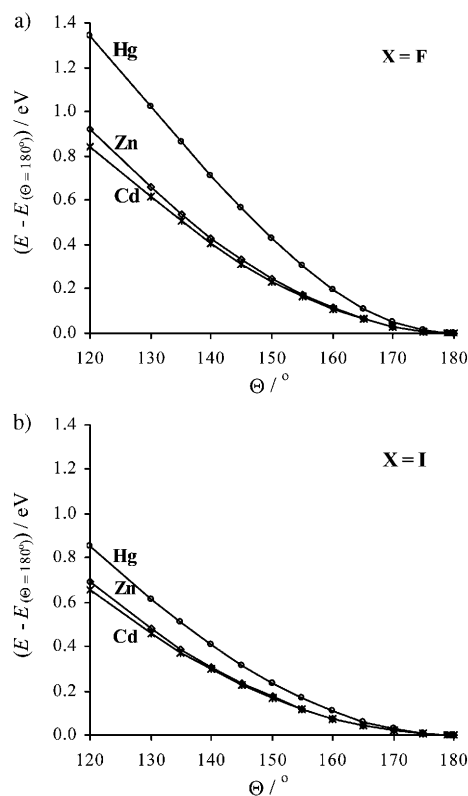 a)
1.4
1.2
1.0
0.8
0.6
0.4
0.2
0.0
(E - E(Θ = 180º)) / eV
Hg
Zn
Cd
X = F
120 130 140 150 160 170 180
Θ / º
b)
1.4
1.2
1.0
0.8
0.6
0.4
0.2
0.0
(E - E(Θ = 180º)) / eV
X = I
Hg
Zn
Cd
120 130 140 150 160 170 180
Θ / º